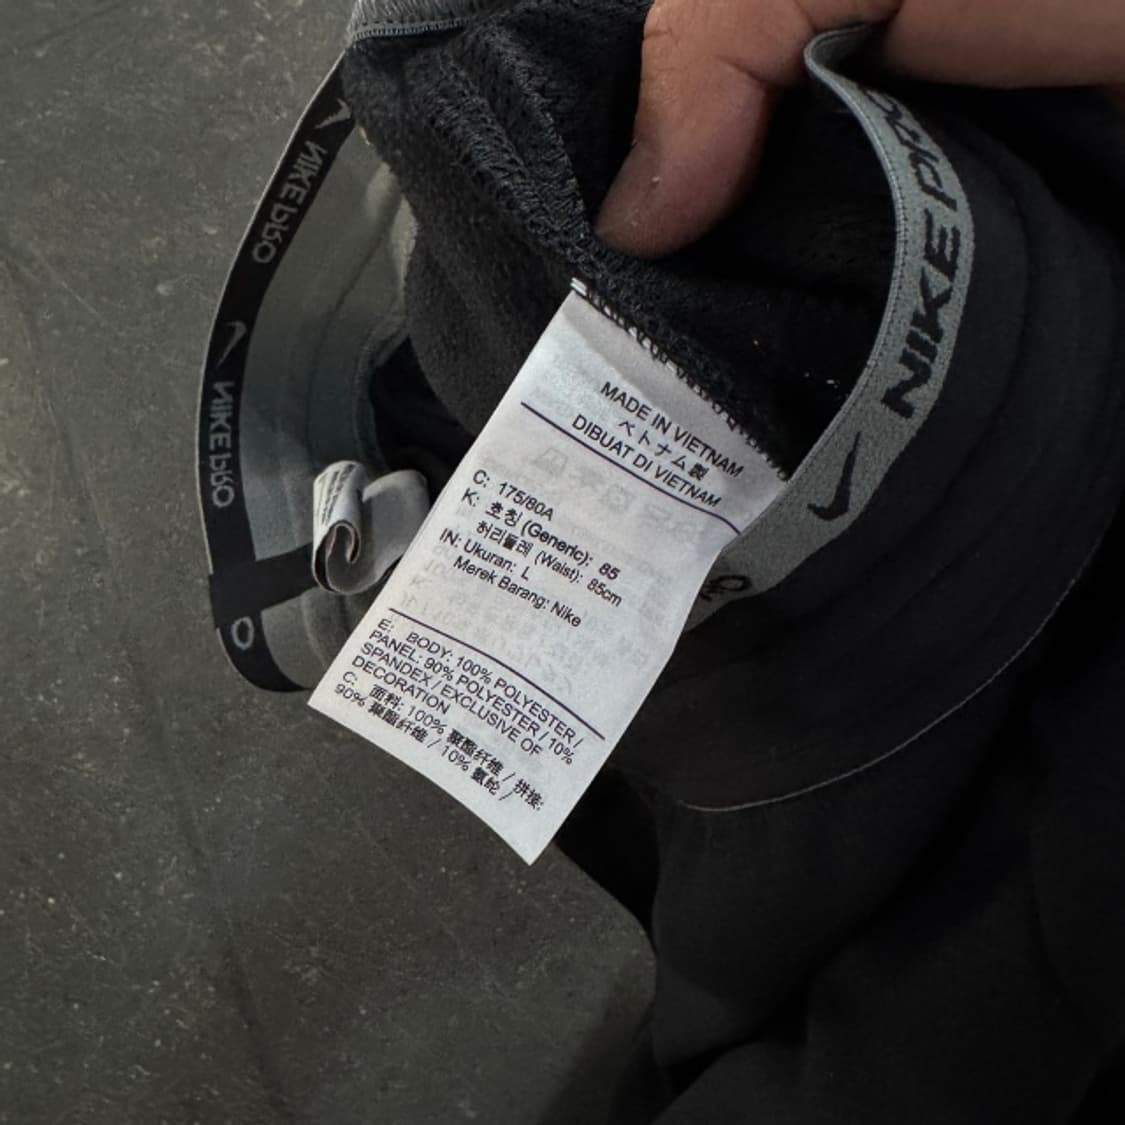 NIKE PRO
NIKE PRO
NIKE PRO
MADE IN VIETNAM
ベトナム製
DIBUAT DI VIETNAM
C: 175/80A
K: 호칭 (Generic): 85
허리둘레 (Waist): 85cm
IN: Ukuran: L
Merek Barang: Nike
E: BODY: 100% POLYESTER /
PANEL: 90% POLYESTER / 10%
SPANDEX / EXCLUSIVE OF
DECORATION
C: 面料: 100% 聚酯纤维 / 拼接:
90% 聚酯纤维 / 10% 氨纶 /